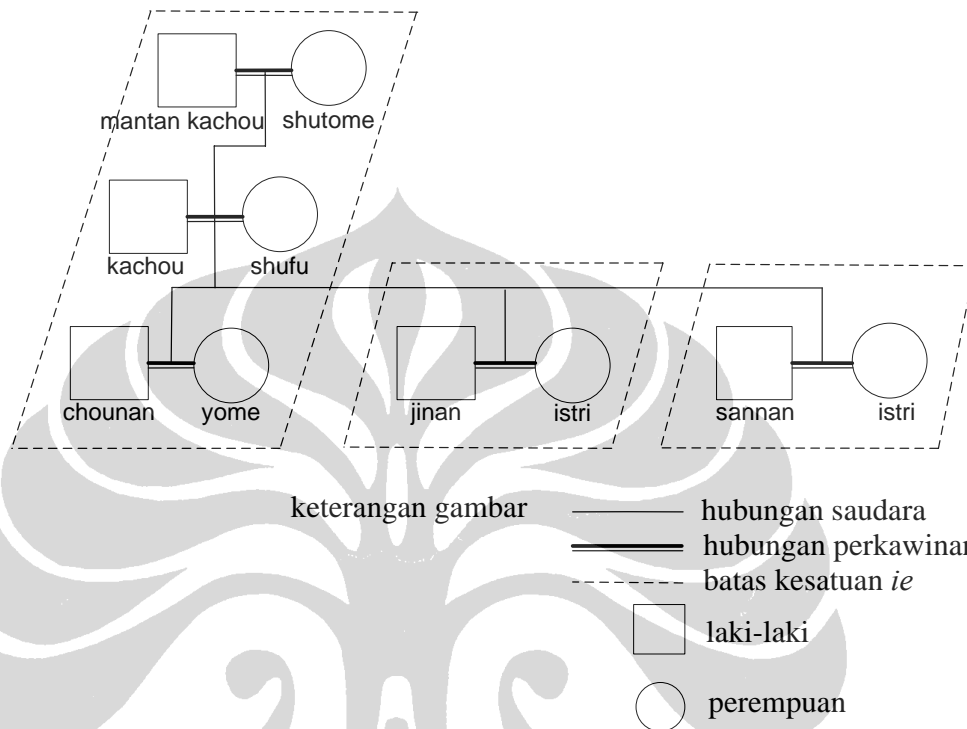 mantan kachou shutome
kachou shufu
chounan yome jinan istri sannan istri
keterangan gambar
hubungan saudara
hubungan perkawinan
batas kesatuan ie
laki-laki
perempuan